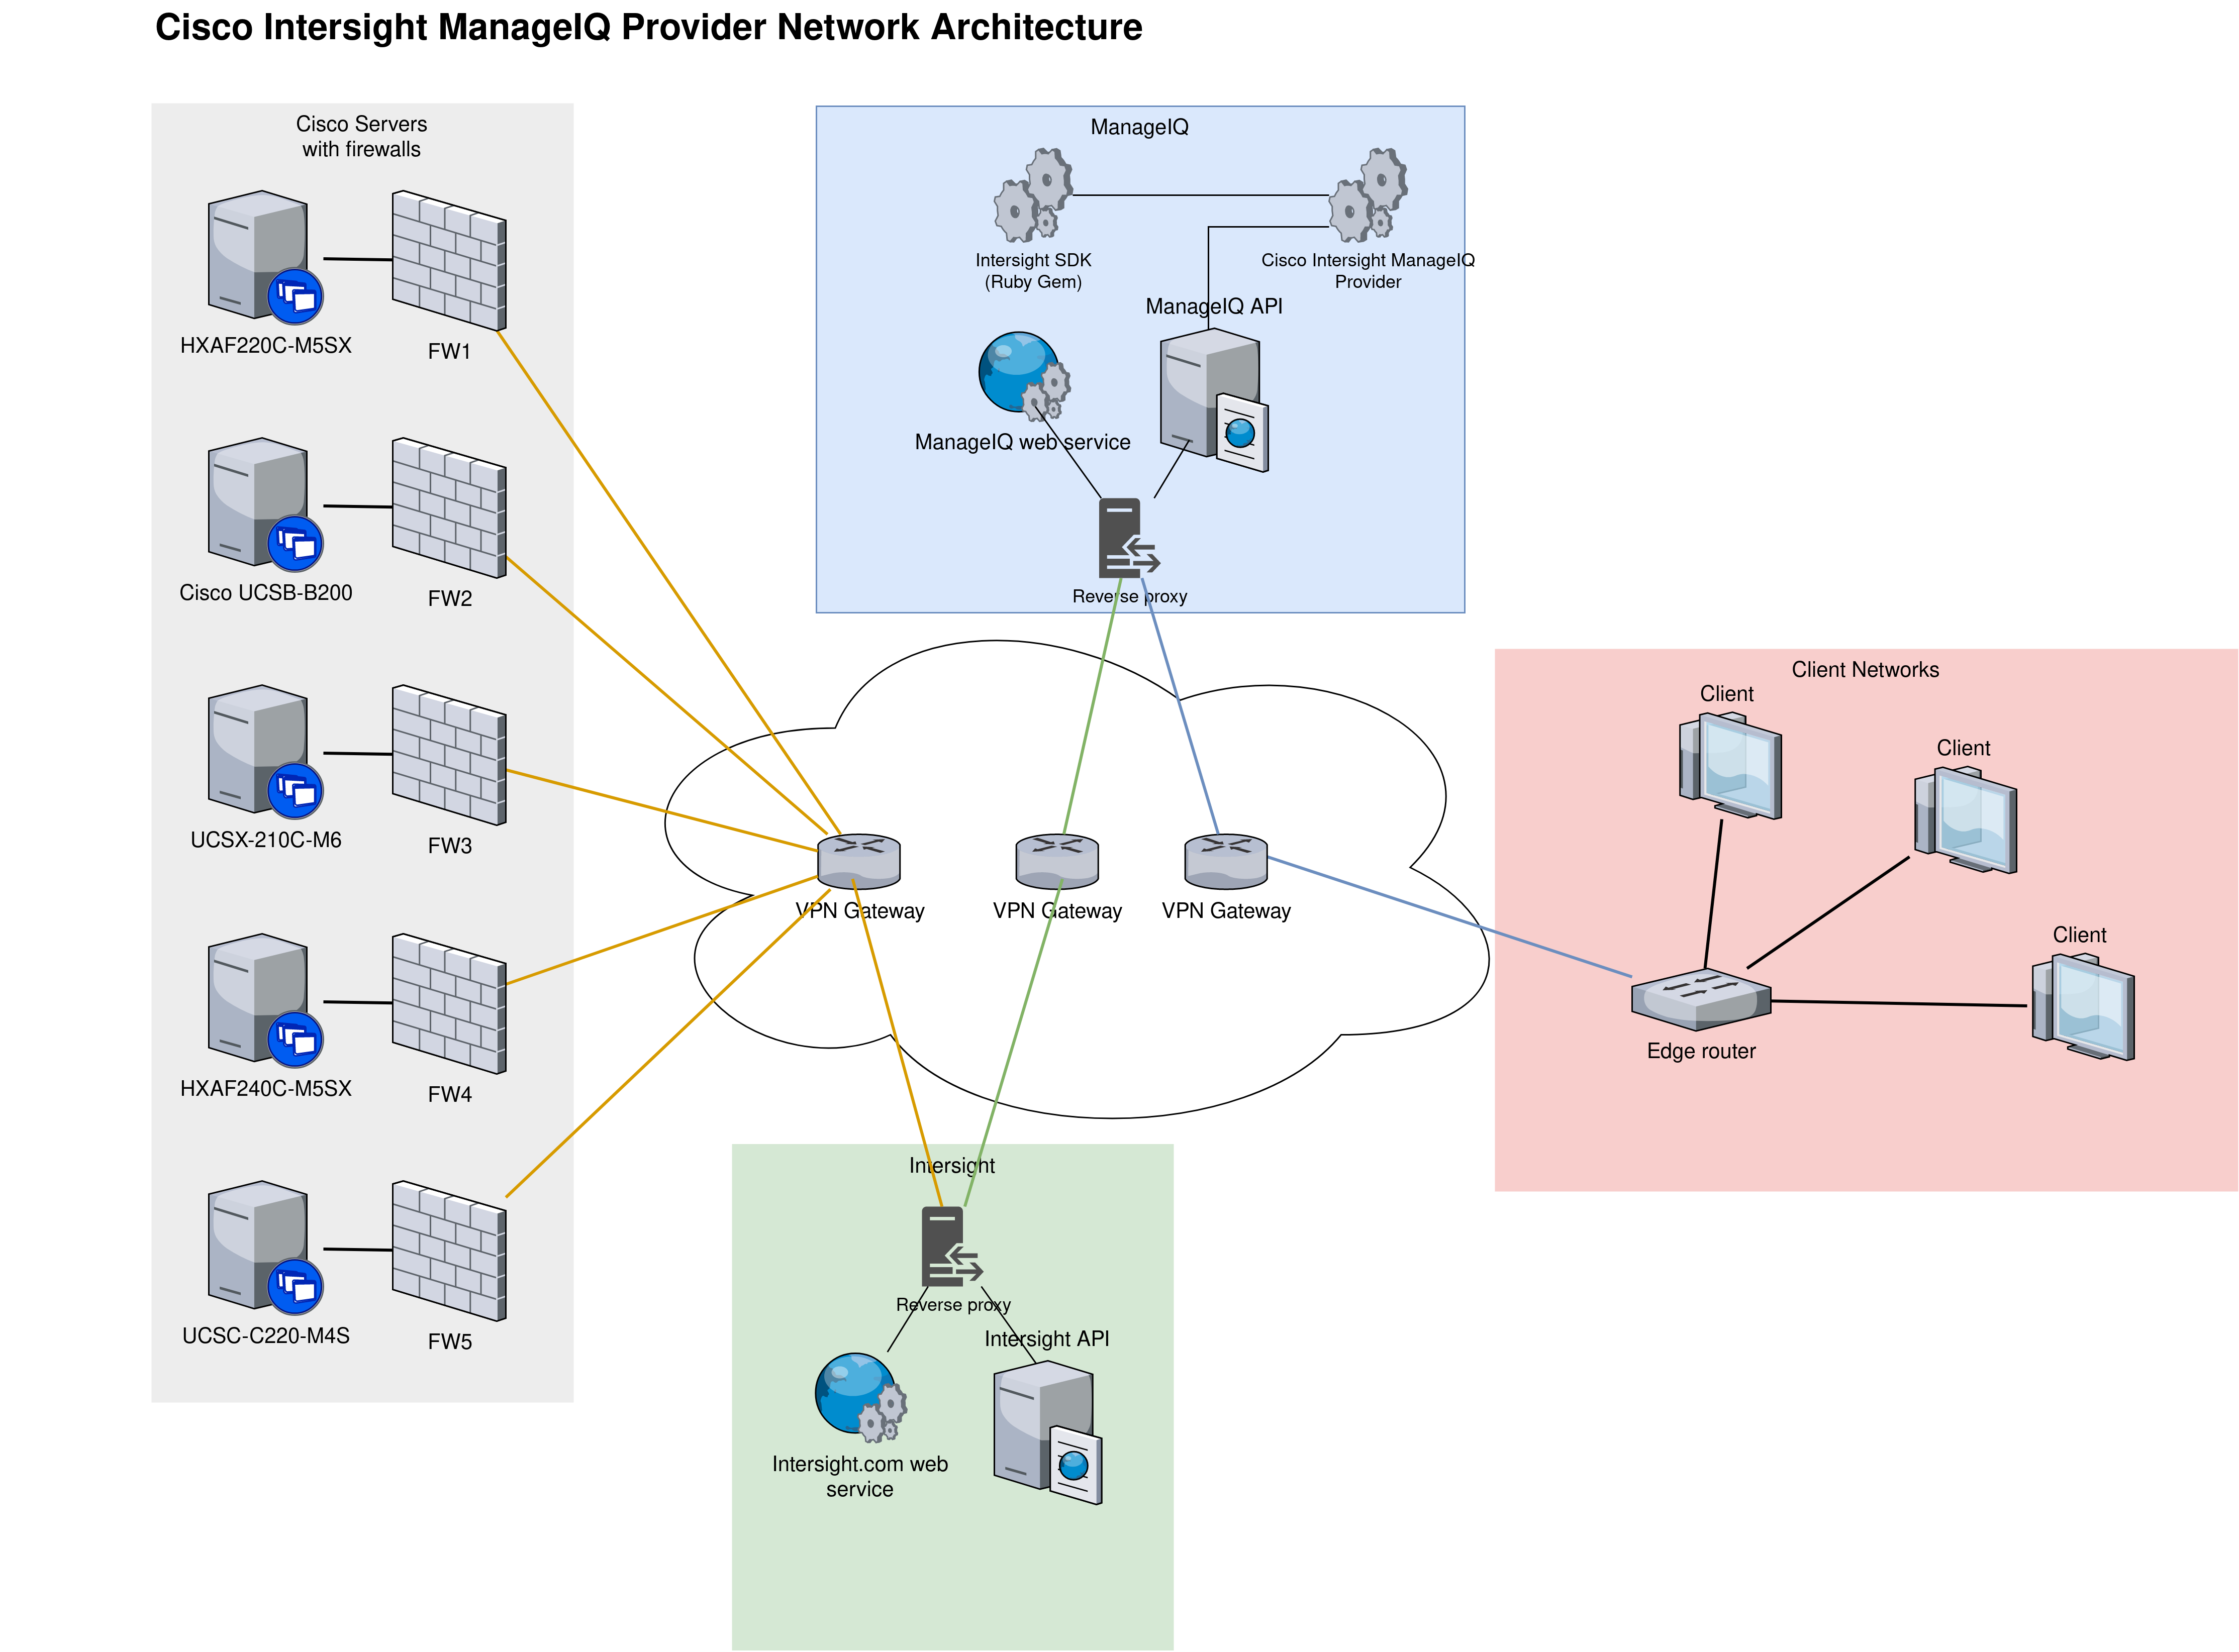 Cisco Intersight ManageIQ Provider Network Architecture
Cisco Servers
with firewalls
HXAF220C-M5SX
FW1
Cisco UCSB-B200
FW2
UCSX-210C-M6
FW3
HXAF240C-M5SX
FW4
UCSC-C220-M4S
FW5
ManageIQ
Intersight SDK
(Ruby Gem)
Cisco Intersight ManageIQ
Provider
ManageIQ API
ManageIQ web service
Reverse proxy
VPN Gateway
VPN Gateway
VPN Gateway
Client Networks
Client
Client
Client
Edge router
Intersight
Reverse proxy
Intersight API
Intersight.com web
service